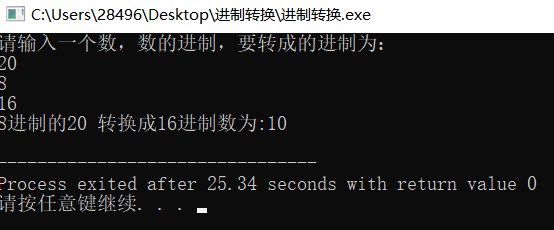 C:\Users\28496\Desktop\进制转换\进制转换.exe
请输入一个数，数的进制，要转成的进制为：
20
8
16
8进制的20 转换成16进制数为:10
--------------------------------
Process exited after 25.34 seconds with return value 0
请按任意键继续. . .